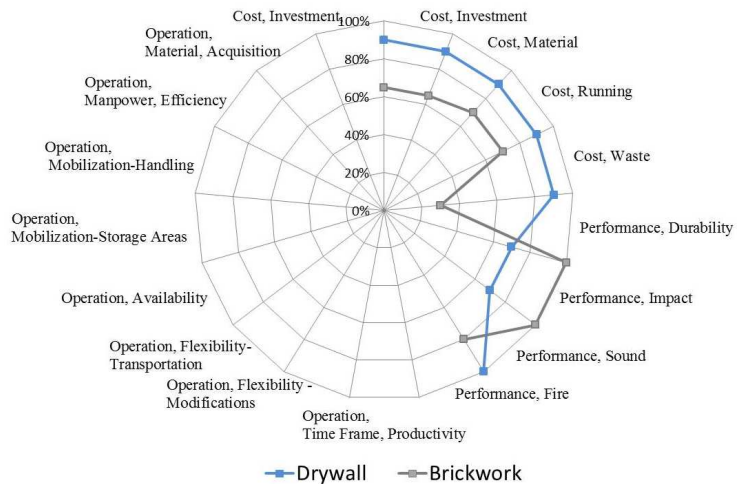 Cost, Investment
Cost, Investment
Cost, Material
Cost, Running
Cost, Waste
Performance, Durability
Performance, Impact
Performance, Sound
Performance, Fire
Operation,
Time Frame, Productivity
Operation, Flexibility -
Modifications
Operation, Flexibility-
Transportation
Operation, Availability
Operation,
Mobilization-Storage Areas
Operation,
Mobilization-Handling
Operation,
Manpower, Efficiency
Operation,
Material, Acquisition
100%
80%
60%
40%
20%
0%
Drywall
Brickwork